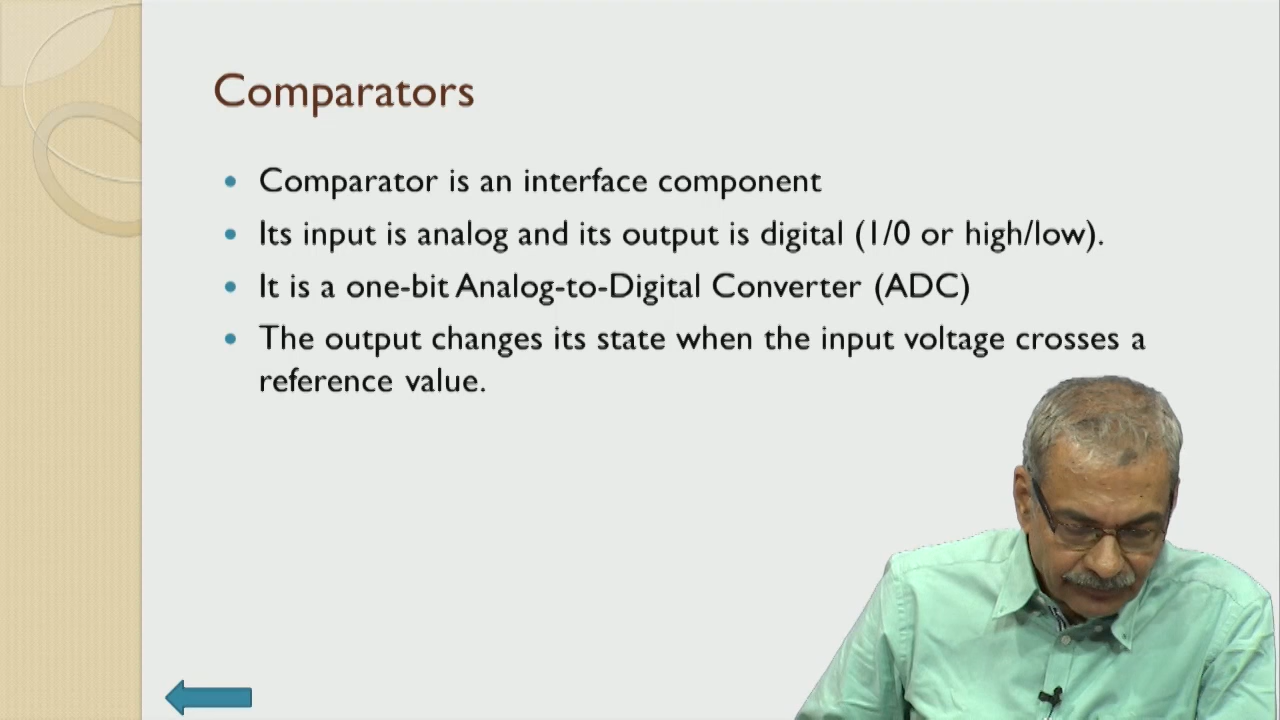 Comparators
• Comparator is an interface component
• Its input is analog and its output is digital (1/0 or high/low).
• It is a one-bit Analog-to-Digital Converter (ADC)
• The output changes its state when the input voltage crosses a
reference value.